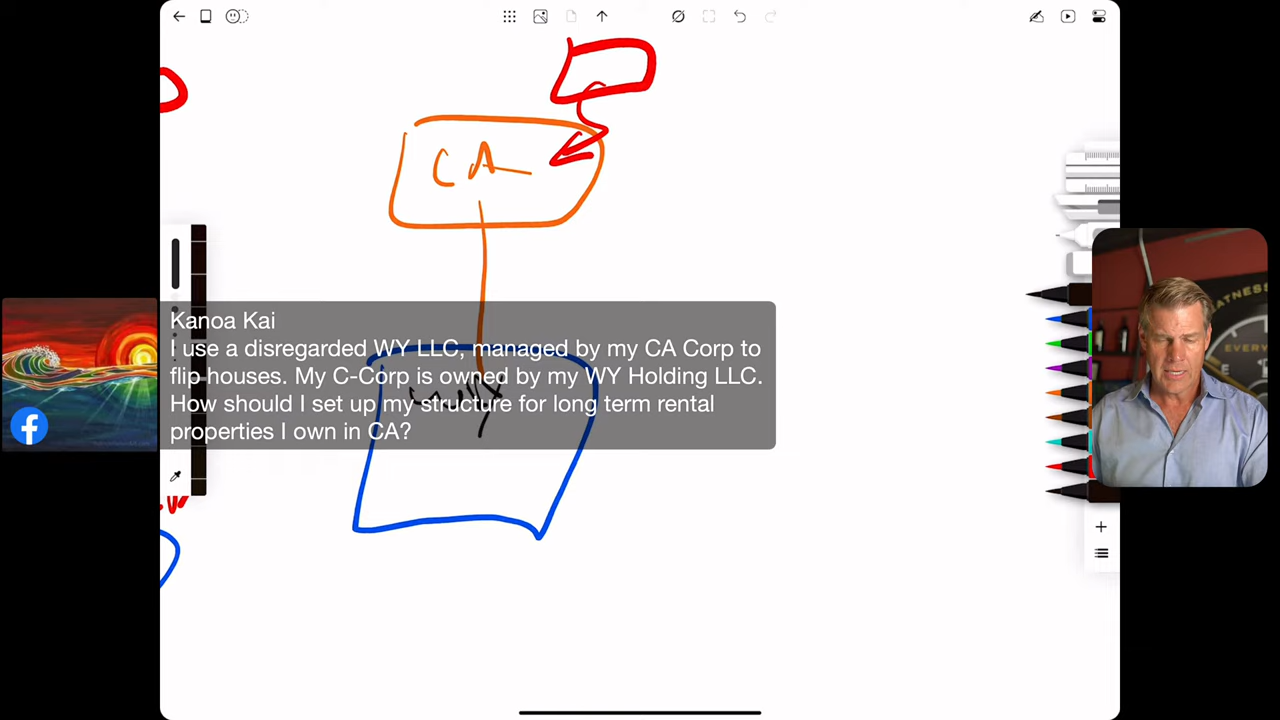 CA
Kanoa Kai
I use a disregarded WY LLC, managed by my CA Corp to
flip houses. My C-Corp is owned by my WY Holding LLC.
How should I set up my structure for long term rental
properties I own in CA?
EVERY